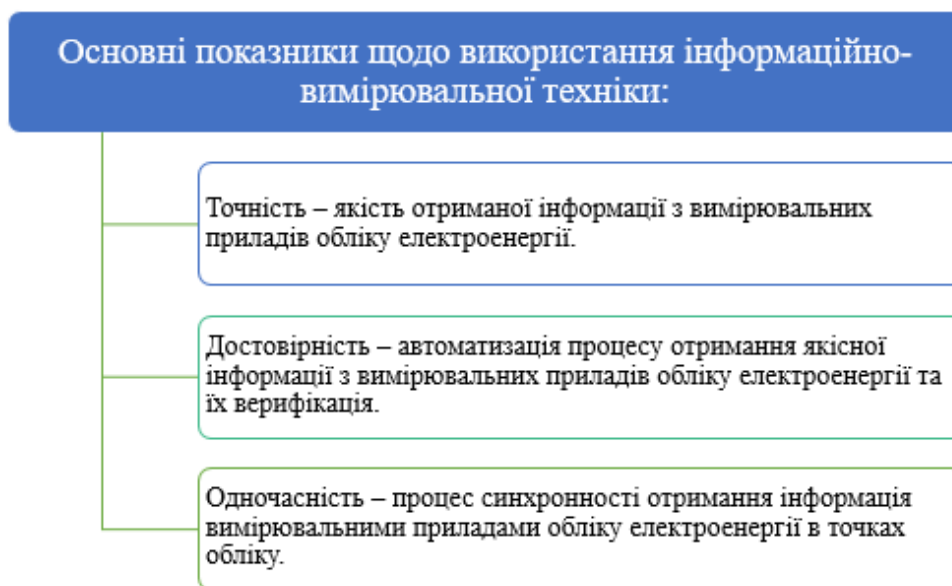 Основні показники щодо використання інформаційно-
вимірювальної техніки:
Точність – якість отриманої інформації з вимірювальних
приладів обліку електроенергії.
Достовірність – автоматизація процесу отримання якісної
інформації з вимірювальних приладів обліку електроенергії та
їх верифікація.
Одночасність – процес синхронності отримання інформація
вимірювальними приладами обліку електроенергії в точках
обліку.